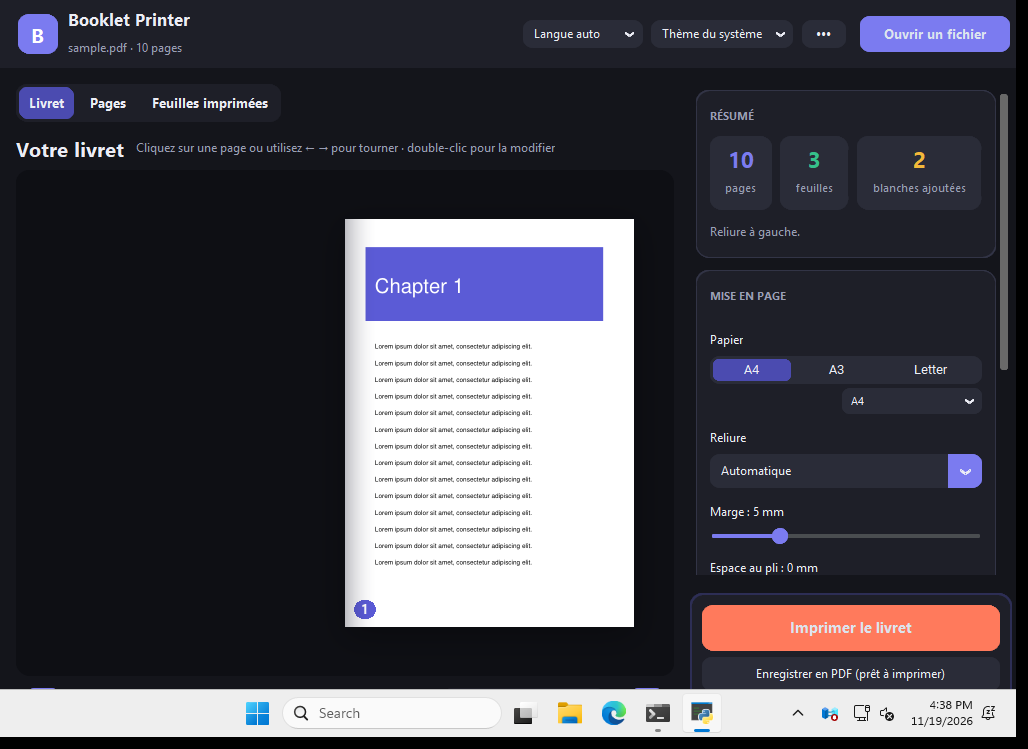 B
Booklet Printer
sample.pdf · 10 pages
Langue auto
Thème du système
•••
Ouvrir un fichier
Livret
Pages
Feuilles imprimées
Votre livret
Cliquez sur une page ou utilisez ← → pour tourner · double-clic pour la modifier
Chapter 1
Lorem ipsum dolor sit amet, consectetur adipiscing elit.
Lorem ipsum dolor sit amet, consectetur adipiscing elit.
Lorem ipsum dolor sit amet, consectetur adipiscing elit.
Lorem ipsum dolor sit amet, consectetur adipiscing elit.
Lorem ipsum dolor sit amet, consectetur adipiscing elit.
Lorem ipsum dolor sit amet, consectetur adipiscing elit.
Lorem ipsum dolor sit amet, consectetur adipiscing elit.
Lorem ipsum dolor sit amet, consectetur adipiscing elit.
Lorem ipsum dolor sit amet, consectetur adipiscing elit.
Lorem ipsum dolor sit amet, consectetur adipiscing elit.
Lorem ipsum dolor sit amet, consectetur adipiscing elit.
Lorem ipsum dolor sit amet, consectetur adipiscing elit.
Lorem ipsum dolor sit amet, consectetur adipiscing elit.
Lorem ipsum dolor sit amet, consectetur adipiscing elit.
1
RÉSUMÉ
10
pages
3
feuilles
2
blanches ajoutées
Reliure à gauche.
MISE EN PAGE
Papier
A4
A3
Letter
A4
Reliure
Automatique
Marge : 5 mm
Espace au pli : 0 mm
Imprimer le livret
Enregistrer en PDF (prêt à imprimer)
Search
4:38 PM
11/19/2026